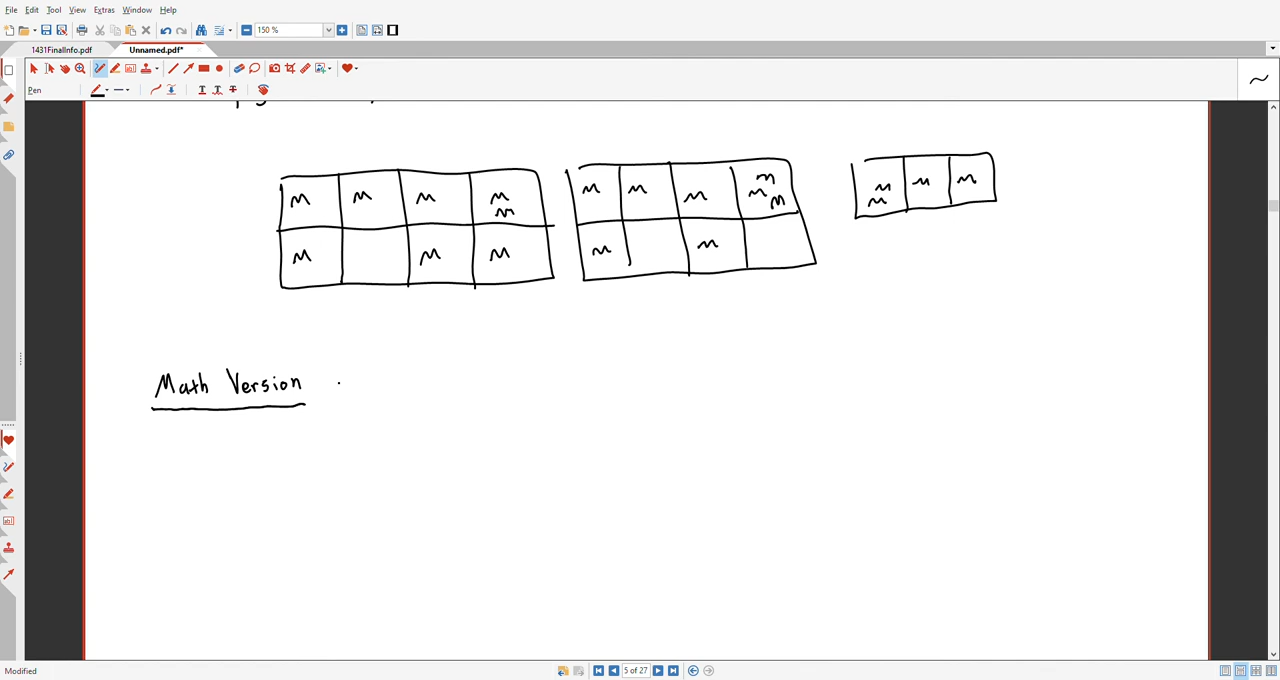 File Edit Tool View Extras Window Help
150 %
1431FinalInfo.pdf Unnamed.pdf*
Pen
m m m m m
m m m
m m m m m m
m m
m m m m
Math Version
Modified
5 of 27